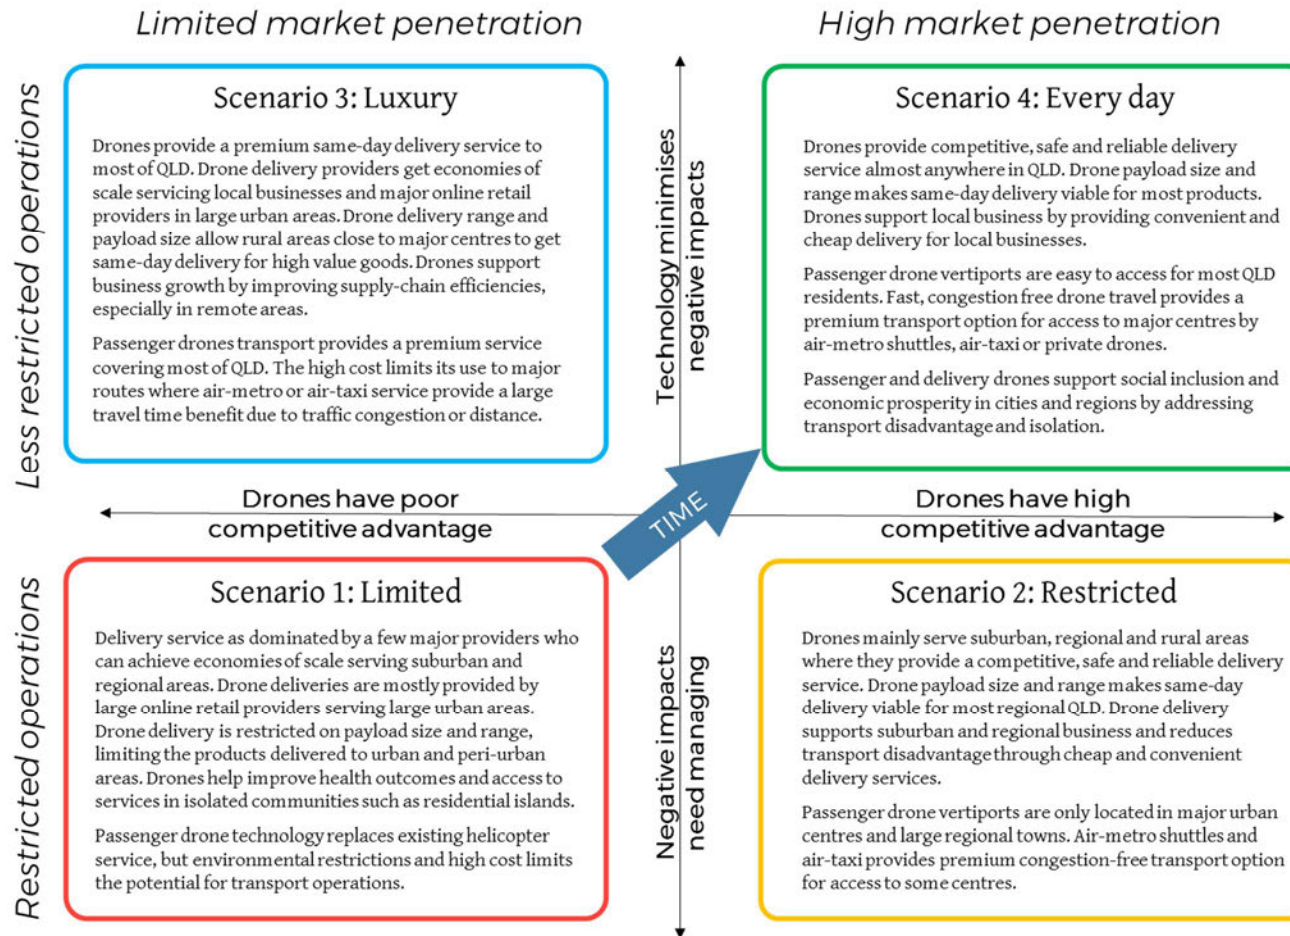 Limited market penetration
High market penetration
Less restricted operations
Scenario 3: Luxury
Drones provide a premium same-day delivery service to
most of QLD. Drone delivery providers get economies of
scale servicing local businesses and major online retail
providers in large urban areas. Drone delivery range and
payload size allow rural areas close to major centres to get
same-day delivery for high value goods. Drones support
business growth by improving supply-chain efficiencies,
especially in remote areas.
Passenger drones transport provides a premium service
covering most of QLD. The high cost limits its use to major
routes where air-metro or air-taxi service provide a large
travel time benefit due to traffic congestion or distance.
Technology minimises
negative impacts
Scenario 4: Every day
Drones provide competitive, safe and reliable delivery
service almost anywhere in QLD. Drone payload size and
range makes same-day delivery viable for most products.
Drones support local business by providing convenient and
cheap delivery for local businesses.
Passenger drone vertiports are easy to access for most QLD
residents. Fast, congestion free drone travel provides a
premium transport option for access to major centres by
air-metro shuttles, air-taxi or private drones.
Passenger and delivery drones support social inclusion and
economic prosperity in cities and regions by addressing
transport disadvantage and isolation.
Drones have poor
competitive advantage
TIME
Drones have high
competitive advantage
Restricted operations
Scenario 1: Limited
Delivery service as dominated by a few major providers who
can achieve economies of scale serving suburban and
regional areas. Drone deliveries are mostly provided by
large online retail providers serving large urban areas.
Drone delivery is restricted on payload size and range,
limiting the products delivered to urban and peri-urban
areas. Drones help improve health outcomes and access to
services in isolated communities such as residential islands.
Passenger drone technology replaces existing helicopter
service, but environmental restrictions and high cost limits
the potential for transport operations.
Negative impacts
need managing
Scenario 2: Restricted
Drones mainly serve suburban, regional and rural areas
where they provide a competitive, safe and reliable delivery
service. Drone payload size and range makes same-day
delivery viable for most regional QLD. Drone delivery
supports suburban and regional business and reduces
transport disadvantage through cheap and convenient
delivery services.
Passenger drone vertiports are only located in major urban
centres and large regional towns. Air-metro shuttles and
air-taxi provides premium congestion-free transport option
for access to some centres.